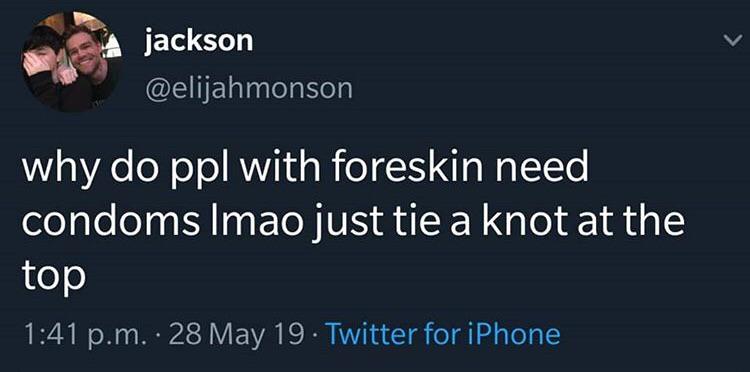 jackson
@elijahmonson
why do ppl with foreskin need
condoms lmao just tie a knot at the
top
1:41 p.m. · 28 May 19 · Twitter for iPhone